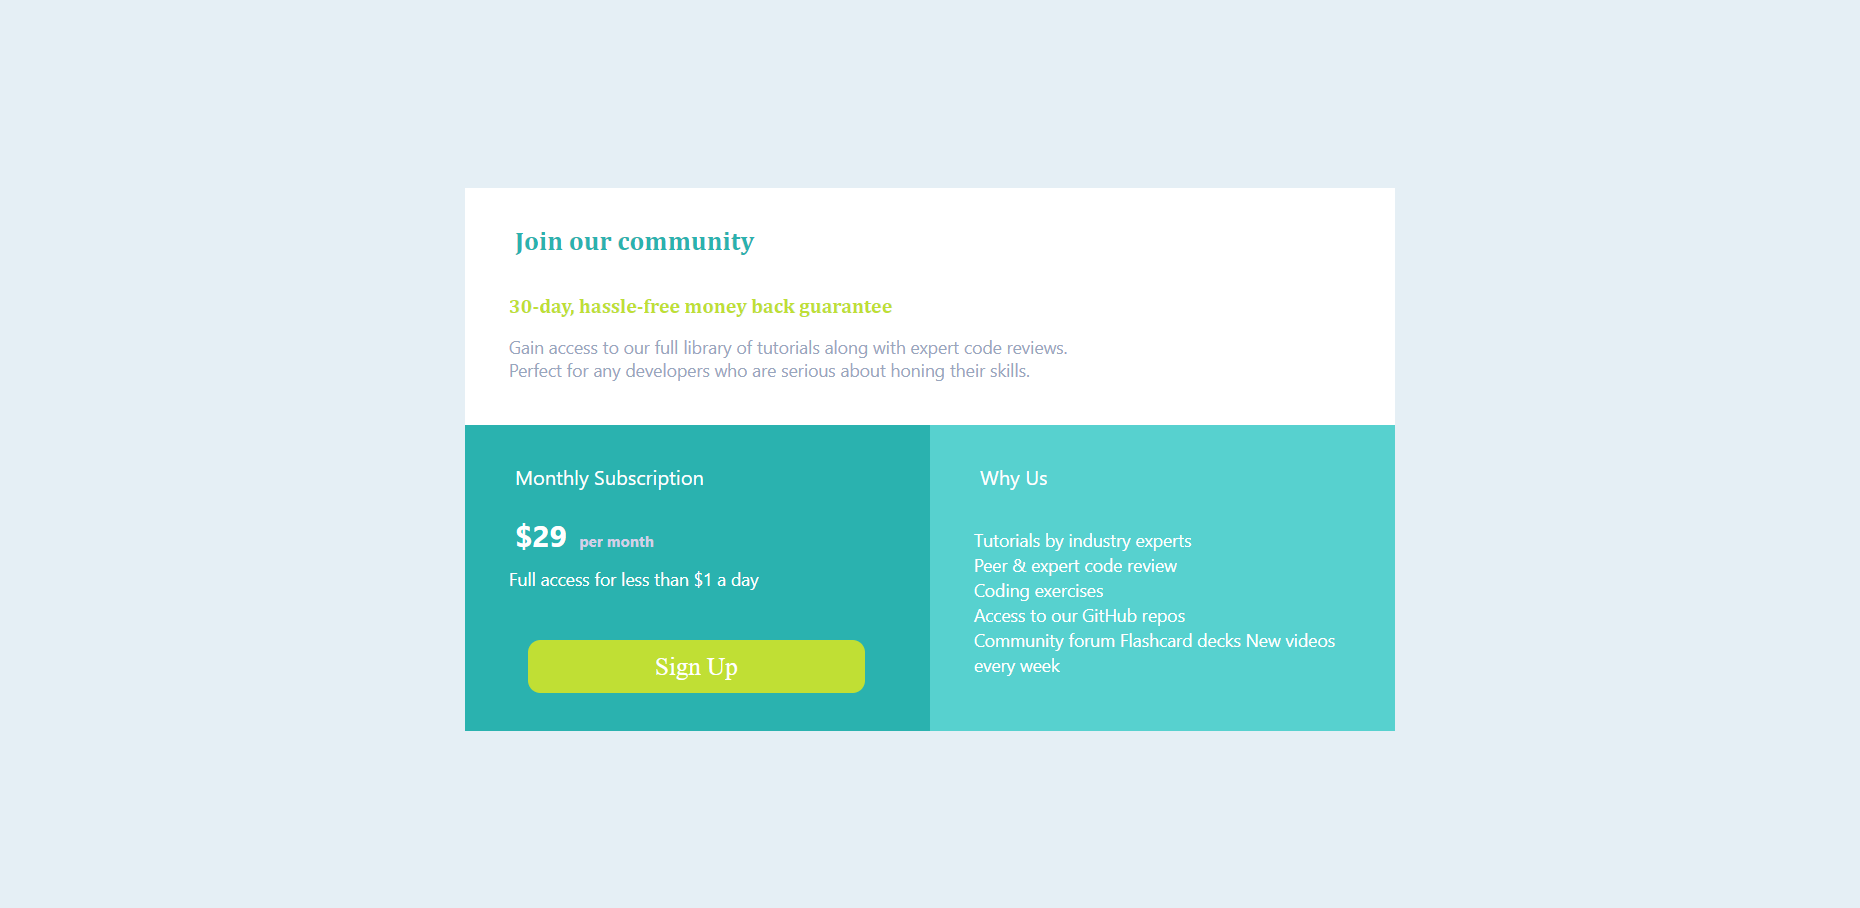 Join our community
30-day, hassle-free money back guarantee
Gain access to our full library of tutorials along with expert code reviews.
Perfect for any developers who are serious about honing their skills.
Monthly Subscription
$29 per month
Full access for less than $1 a day
Sign Up
Why Us
Tutorials by industry experts
Peer & expert code review
Coding exercises
Access to our GitHub repos
Community forum Flashcard decks New videos
every week